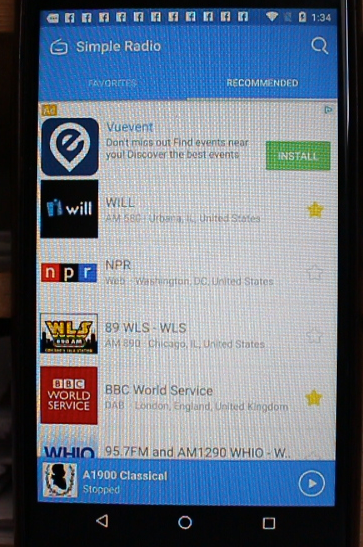 1:34
Simple Radio
FAVORITES
RECOMMENDED
Ad
Vuevent
Don't miss out Find events near
you! Discover the best events
INSTALL
will
WILL
AM 580 - Urbana, IL, United States
npr
NPR
Web - Washington, DC, United States
WLS
890 AM
89 WLS - WLS
AM 890 - Chicago, IL, United States
BBC
WORLD
SERVICE
BBC World Service
DAB - London, England, United Kingdom
WHIO
95.7FM and AM1290 WHIO - W..
A1900 Classical
Stopped